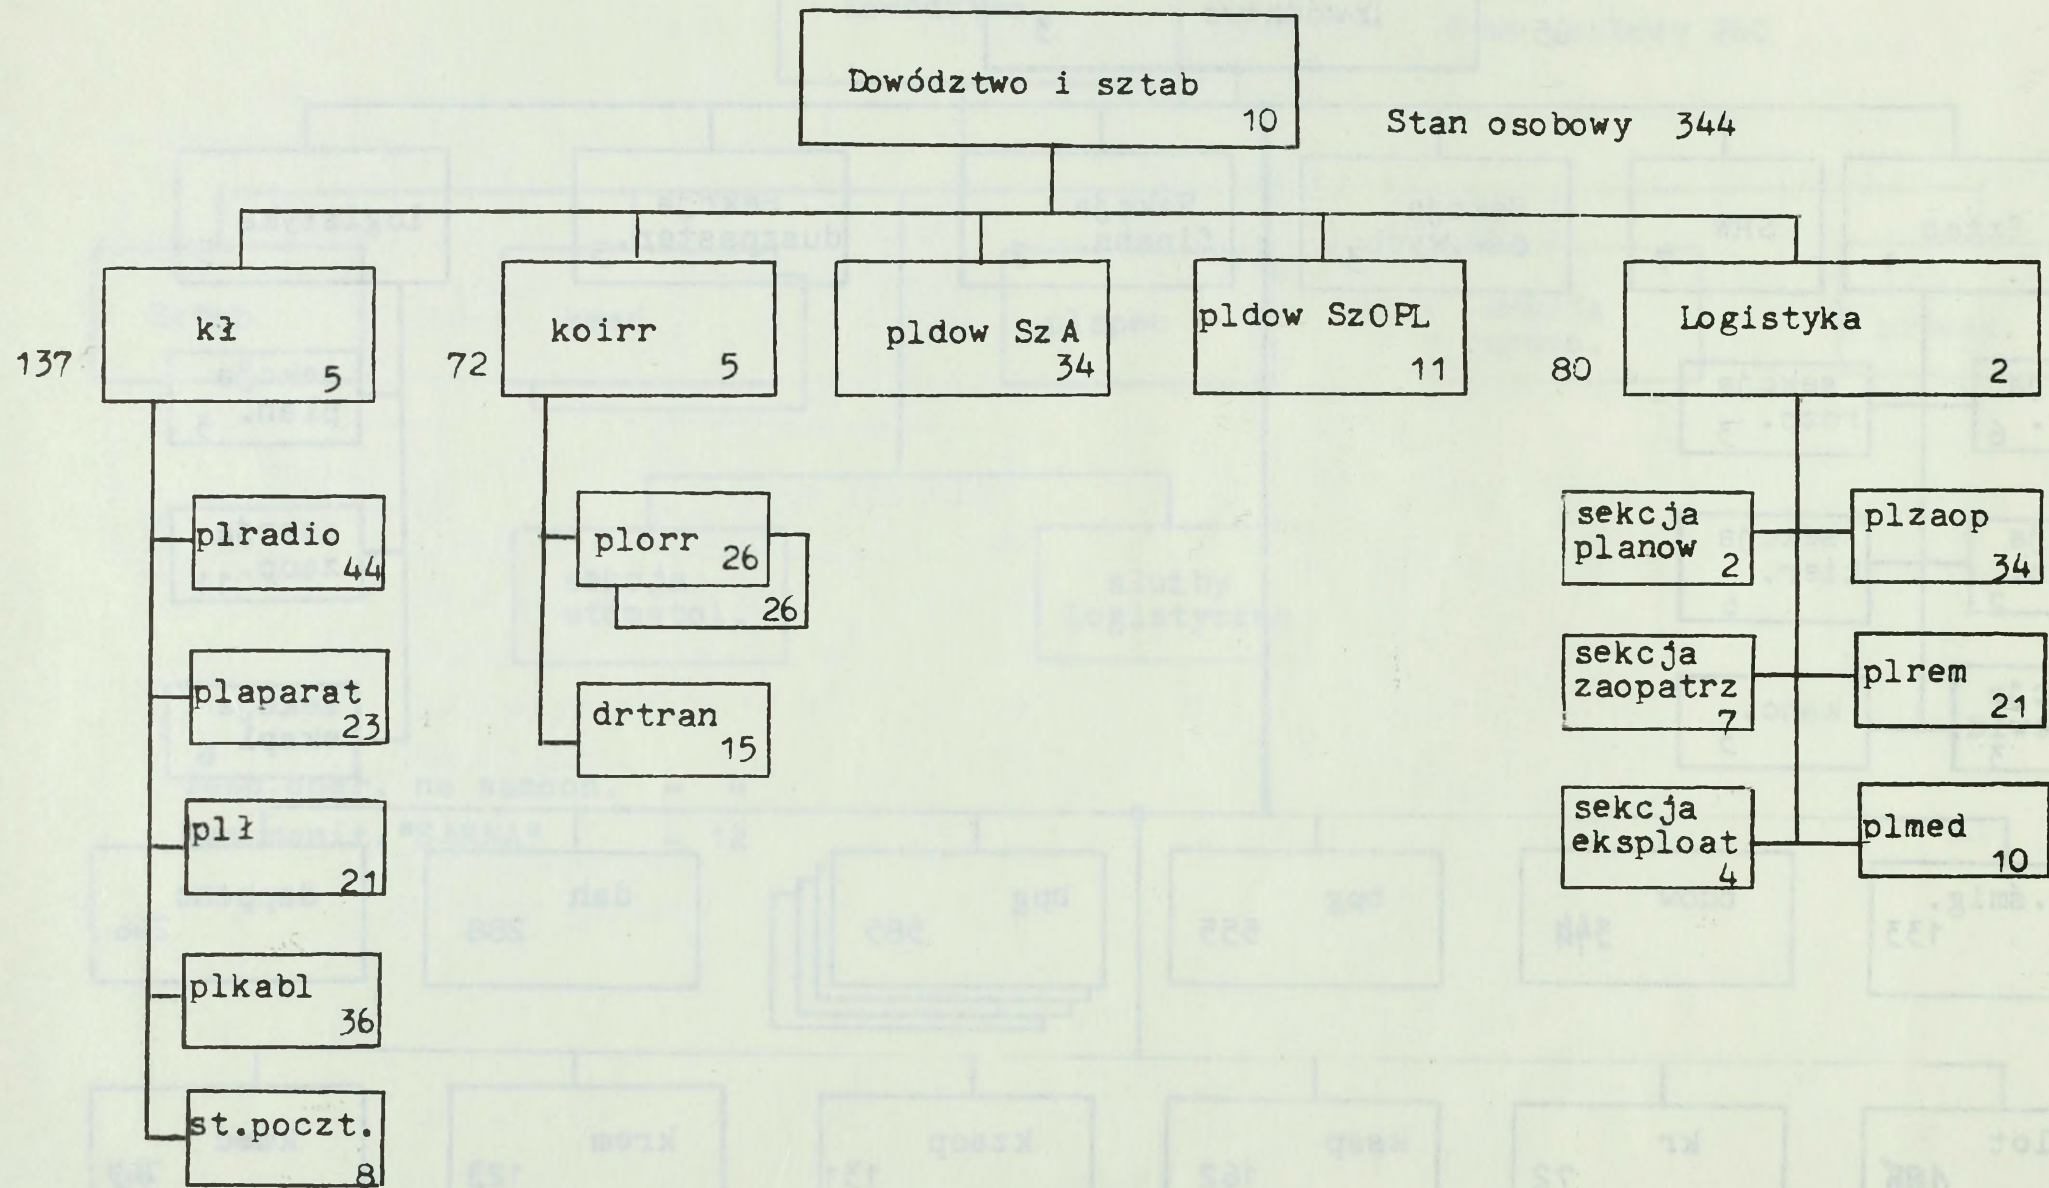 Dowództwo i sztab
10
Stan osobowy 344
137
kł
5
72
koirr
5
pldow SzA
34
pldow SzOPL
11
80
Logistyka
2
plradio
44
plaparat
23
plł
21
plkabl
36
st.poczt.
8
plorr
26
26
drtran
15
sekcja
planow
2
plzaop
34
sekcja
zaopatrz
7
plrem
21
sekcja
eksploat
4
plmed
10